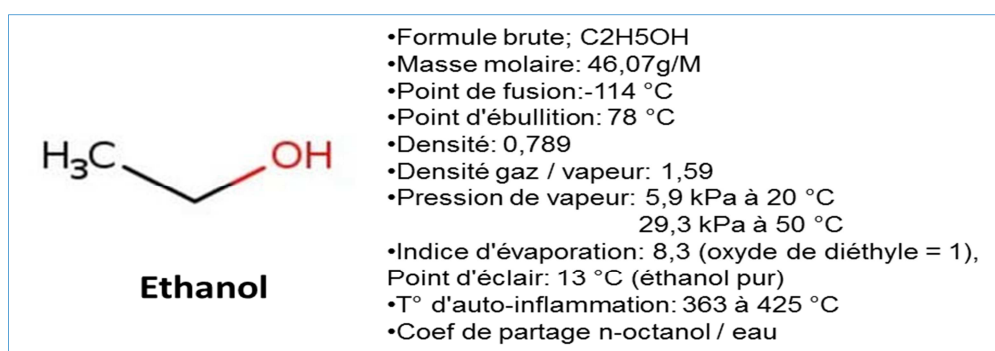 •Formule brute; C2H5OH
•Masse molaire: 46,07g/M
•Point de fusion:-114 °C
•Point d'ébullition: 78 °C
•Densité: 0,789
•Densité gaz / vapeur: 1,59
•Pression de vapeur: 5,9 kPa à 20 °C
29,3 kPa à 50 °C
•Indice d'évaporation: 8,3 (oxyde de diéthyle = 1),
Point d'éclair: 13 °C (éthanol pur)
•T° d'auto-inflammation: 363 à 425 °C
•Coef de partage n-octanol / eau
H₃C OH
Ethanol